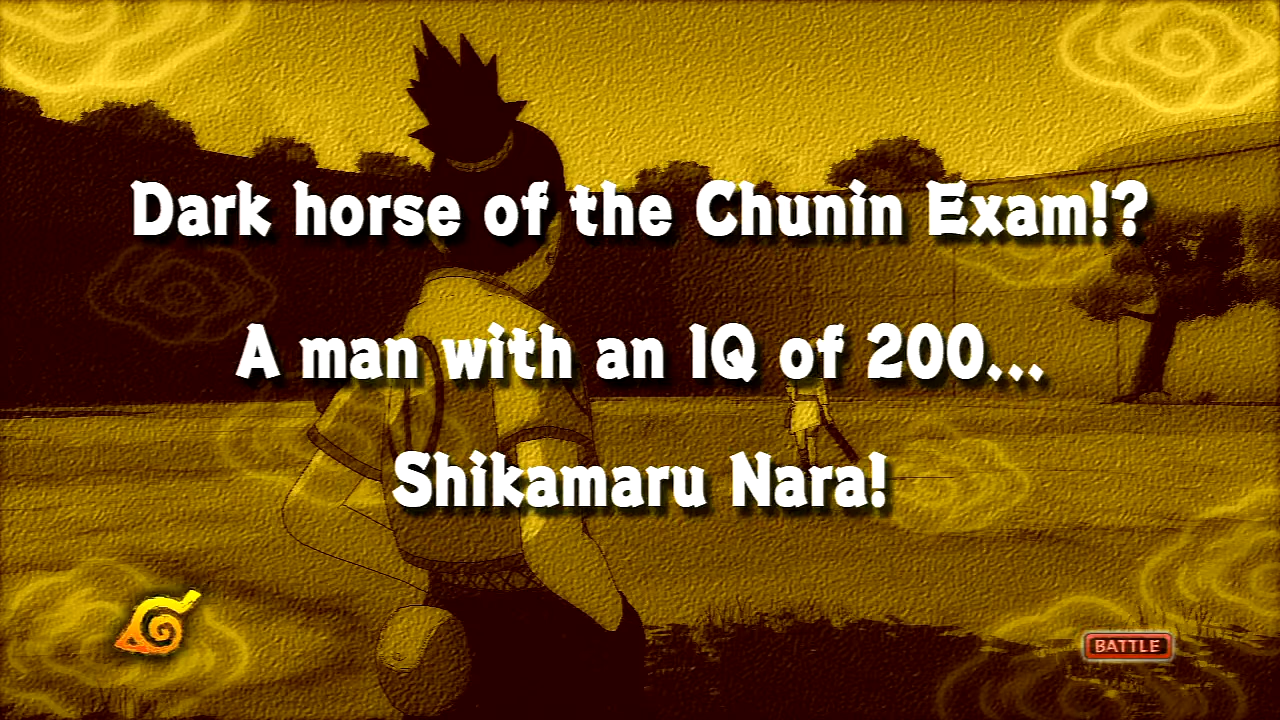 Dark horse of the Chunin Exam!?
A man with an IQ of 200...
Shikamaru Nara!
BATTLE